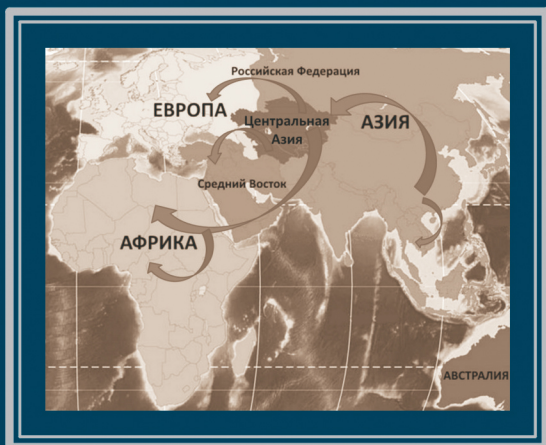 Российская Федерация
ЕВРОПА
Центральная
Азия
АЗИЯ
Средний Восток
АФРИКА
АВСТРАЛИЯ